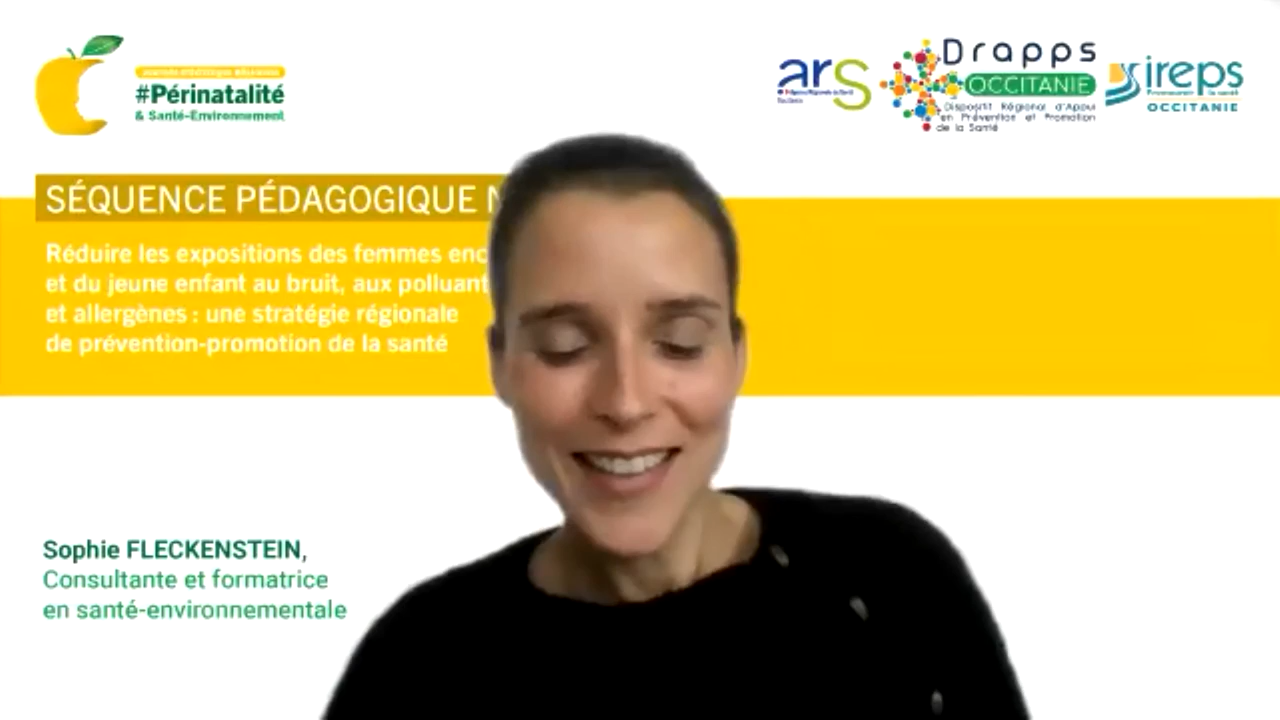 #Périnatalité
& Santé-Environnement
ars
Drapps
OCCITANIE
Dispositif Régional d'Appui
en Prévention et Promotion
de la Santé
ireps
OCCITANIE
SÉQUENCE PÉDAGOGIQUE
Réduire les expositions des femmes enc
et du jeune enfant au bruit, aux polluant
et allergènes : une stratégie régionale
de prévention-promotion de la santé
Sophie FLECKENSTEIN,
Consultante et formatrice
en santé-environnementale